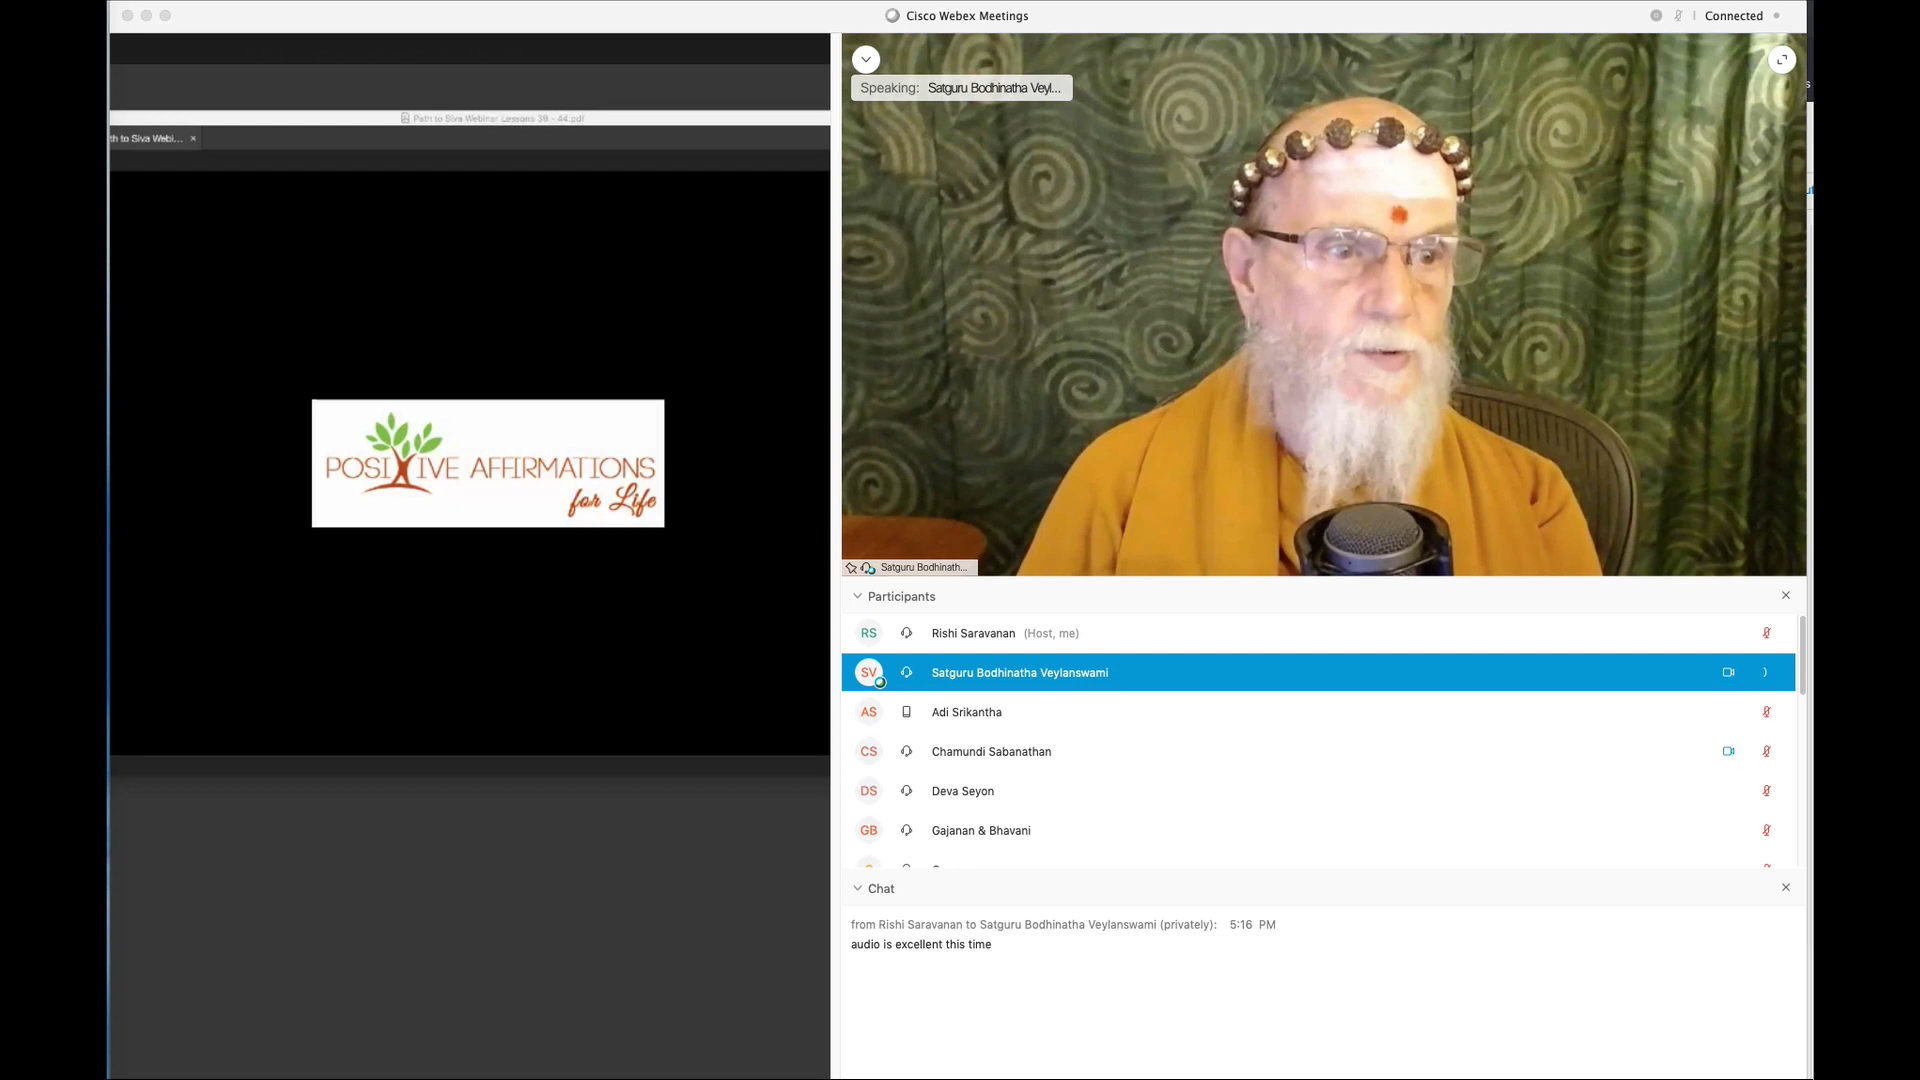 Cisco Webex Meetings
Connected
Path to Siva Webinar Lessons 39 - 44.pdf
th to Siva Webi... ×
POSITIVE AFFIRMATIONS
for Life
Speaking: Satguru Bodhinatha Veyl...
Satguru Bodhinath...
Participants
RS Rishi Saravanan (Host, me)
SV Satguru Bodhinatha Veylanswami
AS Adi Srikantha
CS Chamundi Sabanathan
DS Deva Seyon
GB Gajanan & Bhavani
Chat
from Rishi Saravanan to Satguru Bodhinatha Veylanswami (privately): 5:16 PM
audio is excellent this time